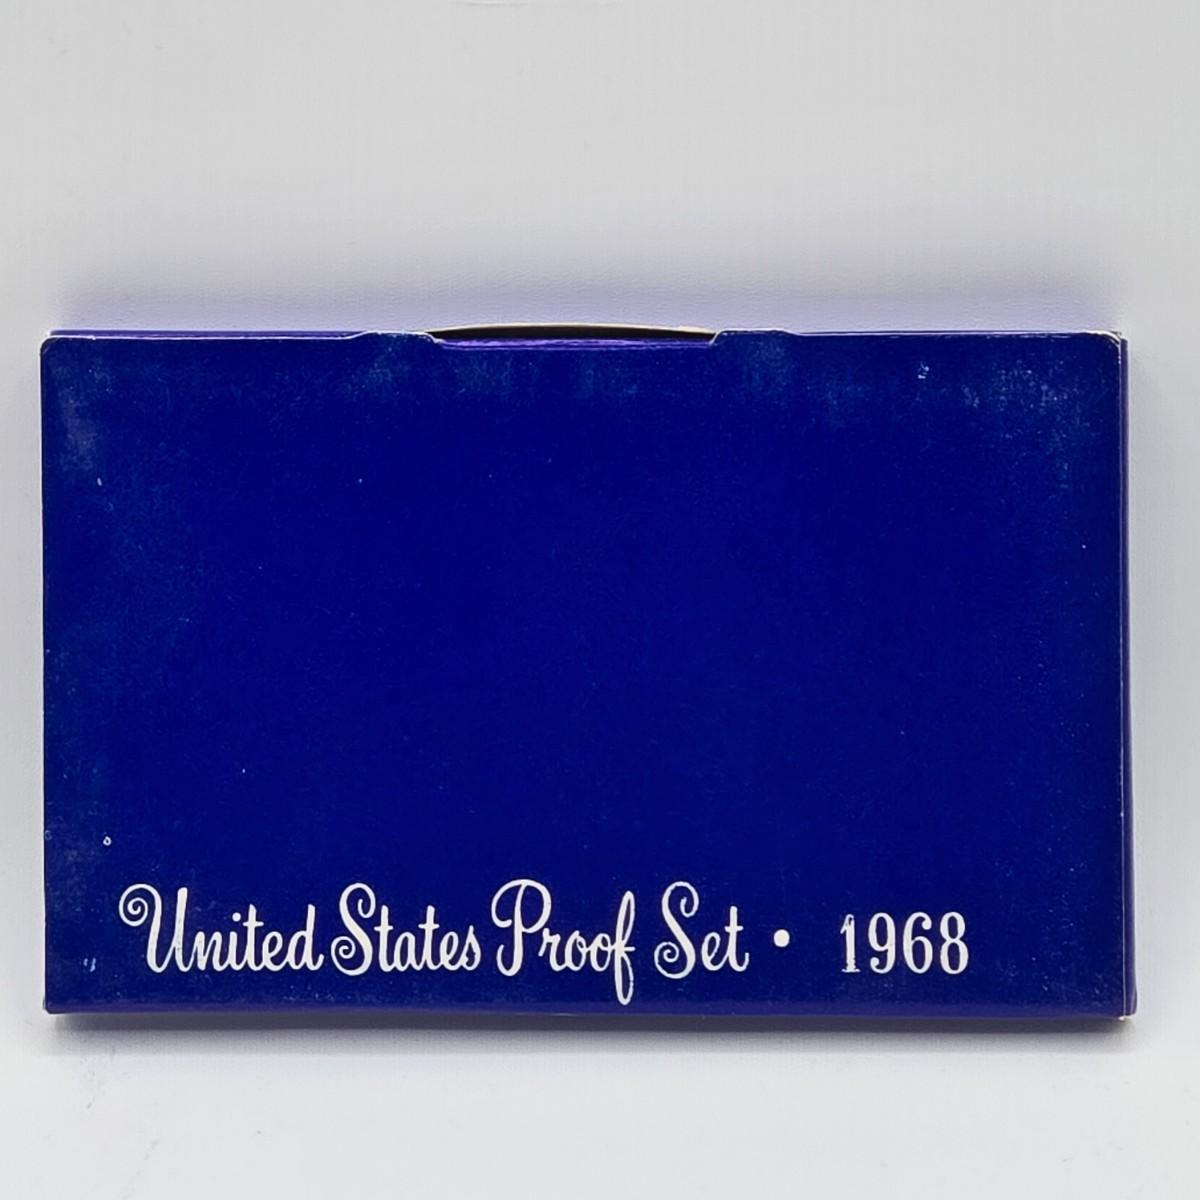 United States Proof Set • 1968